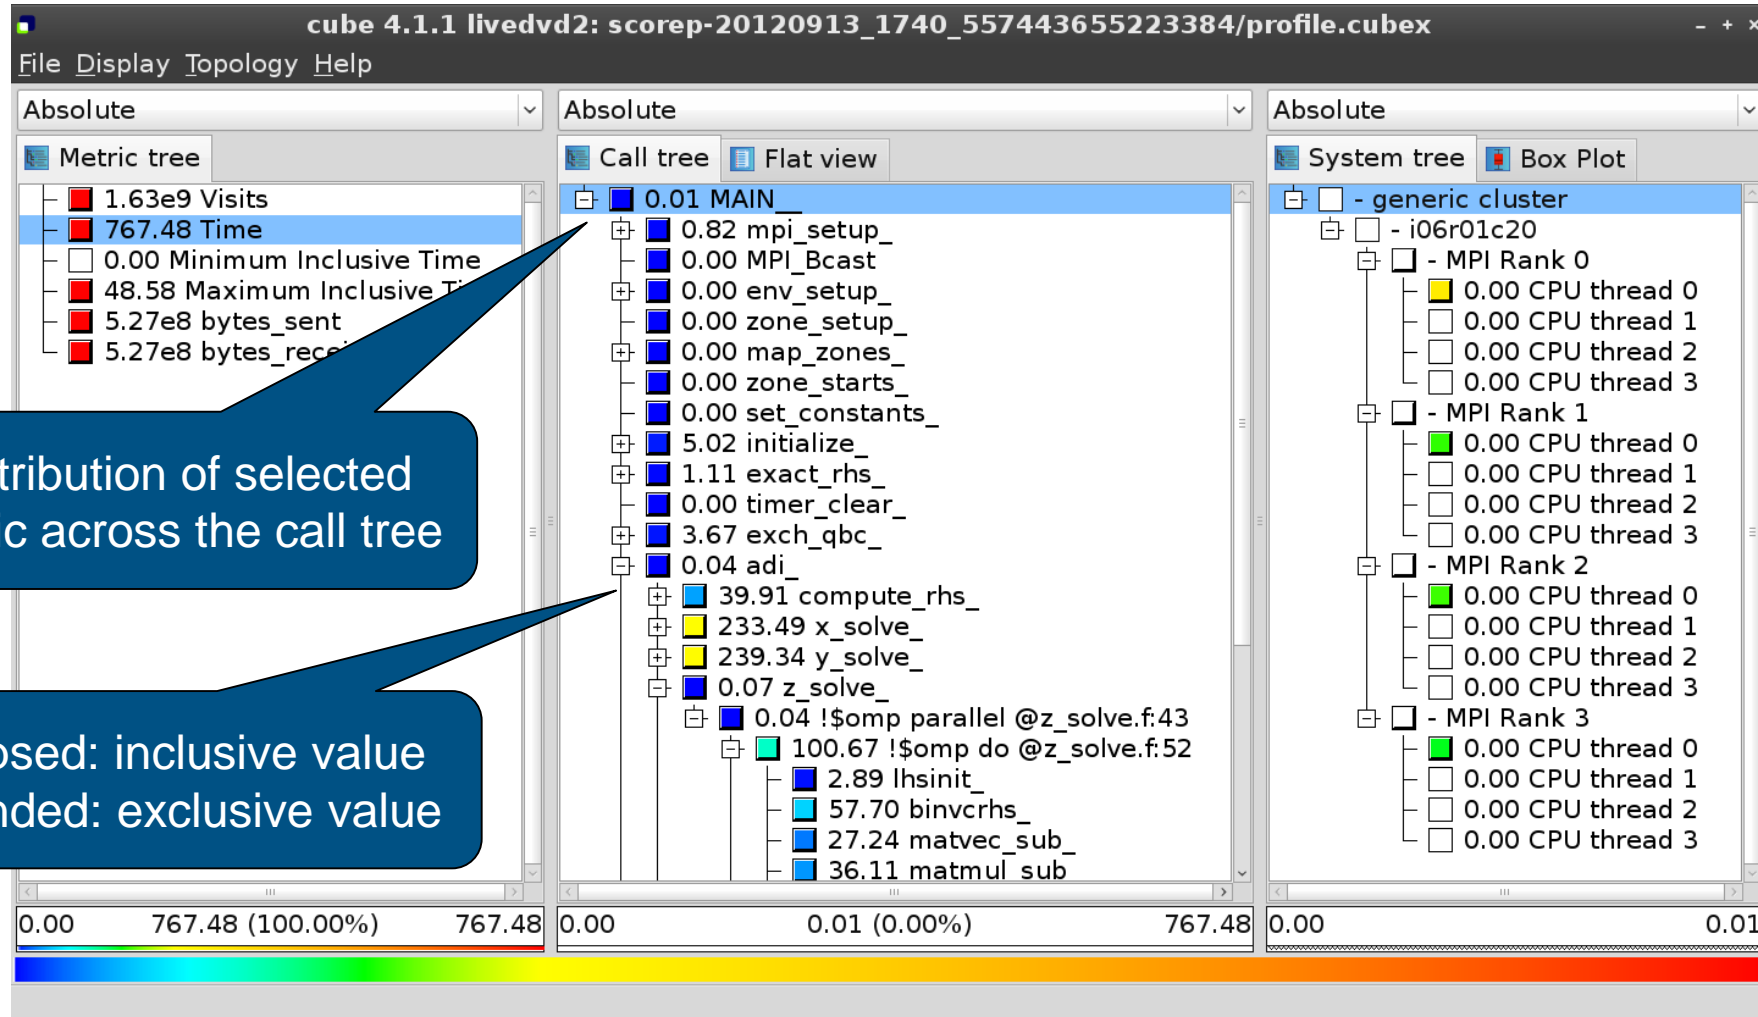 cube 4.1.1 livedvd2: scorep-20120913_1740_557443655223384/profile.cubex
File Display Topology Help
Absolute
Metric tree
1.63e9 Visits
767.48 Time
0.00 Minimum Inclusive Time
48.58 Maximum Inclusive
5.27e8 bytes_sent
5.27e8
tribution of selected
ic across the call tree
osed: inclusive value
nded: exclusive value
0.00 767.48 (100.00%) 767.48
Absolute
Call tree Flat view
0.01 MAIN__
0.82 mpi_setup_
0.00 MPI_Bcast
0.00 env_setup_
0.00 zone_setup_
0.00 map_zones_
0.00 zone_starts_
0.00 set_constants_
5.02 initialize_
1.11 exact_rhs_
0.00 timer_clear_
3.67 exch_qbc_
0.04 adi_
39.91 compute_rhs_
233.49 x_solve_
239.34 y_solve_
0.07 z_solve_
0.04 !$omp parallel @z_solve.f:43
100.67 !$omp do @z_solve.f:52
2.89 lhsinit_
57.70 binvcrhs_
27.24 matvec_sub_
36.11 matmul_sub
0.00 0.01 (0.00%) 767.48
Absolute
System tree Box Plot
- generic cluster
- i06r01c20
- MPI Rank 0
0.00 CPU thread 0
0.00 CPU thread 1
0.00 CPU thread 2
0.00 CPU thread 3
- MPI Rank 1
0.00 CPU thread 0
0.00 CPU thread 1
0.00 CPU thread 2
0.00 CPU thread 3
- MPI Rank 2
0.00 CPU thread 0
0.00 CPU thread 1
0.00 CPU thread 2
0.00 CPU thread 3
- MPI Rank 3
0.00 CPU thread 0
0.00 CPU thread 1
0.00 CPU thread 2
0.00 CPU thread 3
0.00 0.01